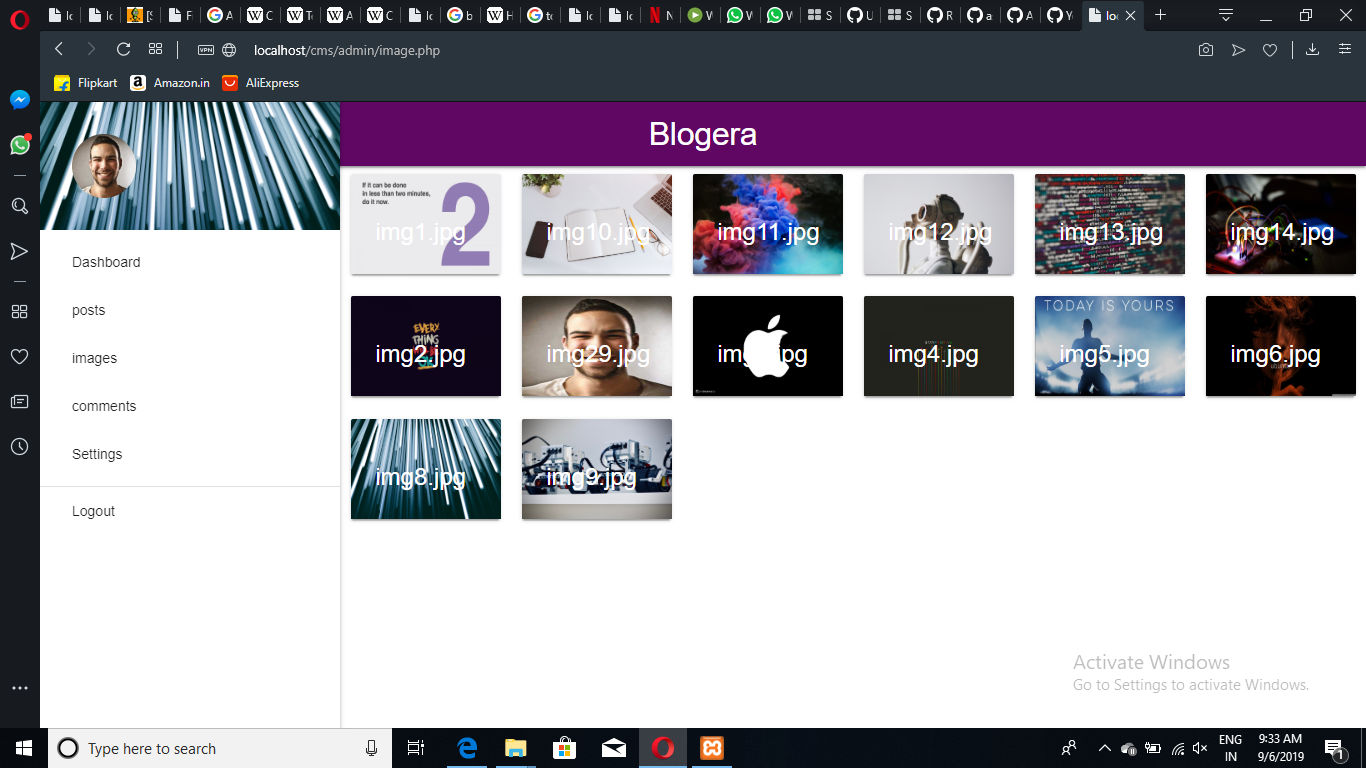 VPN
localhost/cms/admin/image.php
Flipkart
Amazon.in
AliExpress
Blogera
Dashboard
posts
images
comments
Settings
Logout
If it can be done
in less than two minutes,
do it now.
2
img1.jpg
img10.jpg
img11.jpg
img12.jpg
img13.jpg
img14.jpg
EVERY
THING
img2.jpg
img29.jpg
img4.jpg
TODAY IS YOURS
img5.jpg
img6.jpg
img8.jpg
img9.jpg
Activate Windows
Go to Settings to activate Windows.
Type here to search
ENG
IN
9:33 AM
9/6/2019
1